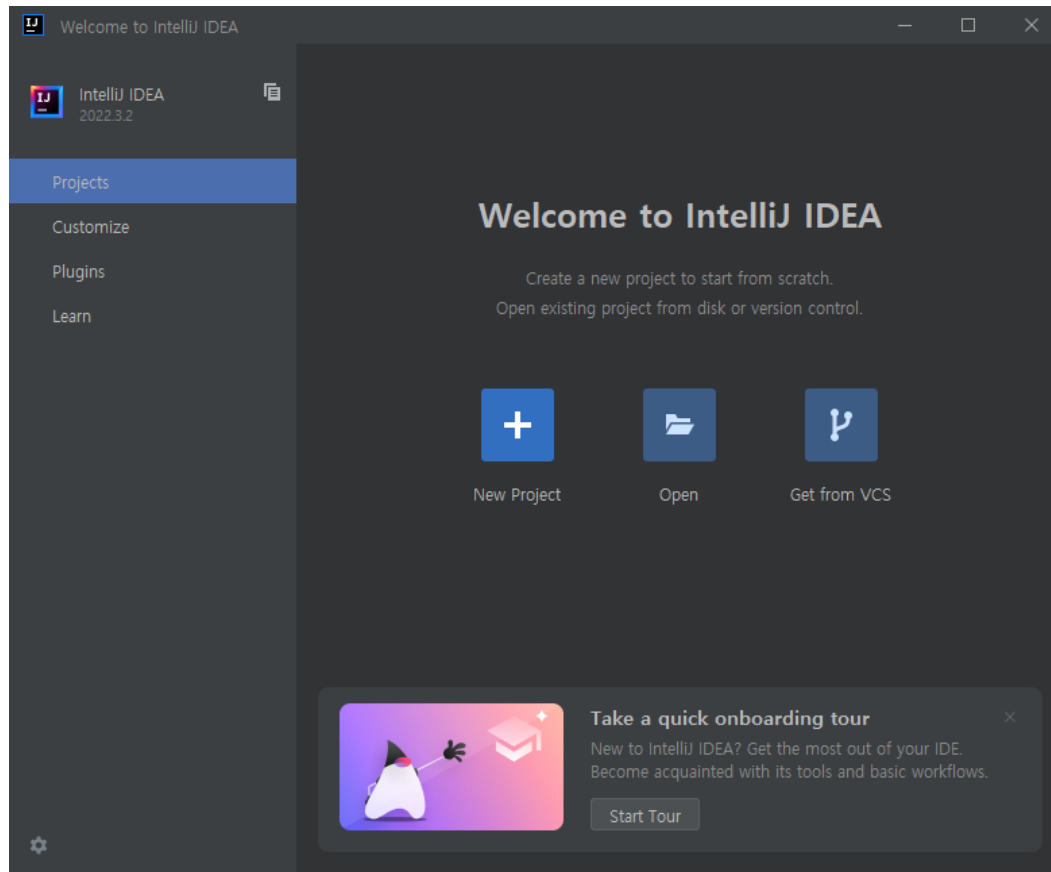 IJ Welcome to IntelliJ IDEA
IJ
IntelliJ IDEA
2022.3.2
Projects
Customize
Plugins
Learn
Welcome to IntelliJ IDEA
Create a new project to start from scratch.
Open existing project from disk or version control.
New Project
Open
Get from VCS
Take a quick onboarding tour
New to IntelliJ IDEA? Get the most out of your IDE.
Become acquainted with its tools and basic workflows.
Start Tour